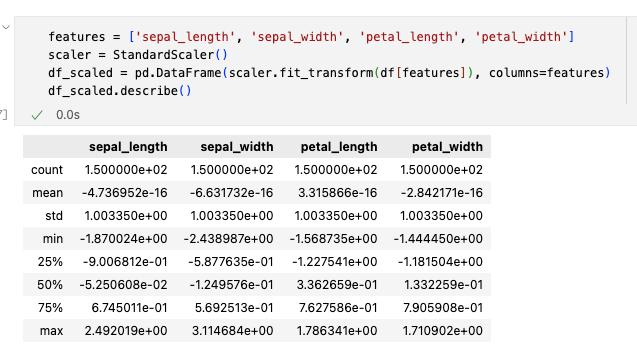 features = ['sepal_length', 'sepal_width', 'petal_length', 'petal_width']
scaler = StandardScaler()
df_scaled = pd.DataFrame(scaler.fit_transform(df[features]), columns=features)
df_scaled.describe()
]
✓ 0.0s
sepal_length sepal_width petal_length petal_width
count 1.500000e+02 1.500000e+02 1.500000e+02 1.500000e+02
mean -4.736952e-16 -6.631732e-16 3.315866e-16 -2.842171e-16
std 1.003350e+00 1.003350e+00 1.003350e+00 1.003350e+00
min -1.870024e+00 -2.438987e+00 -1.568735e+00 -1.444450e+00
25% -9.006812e-01 -5.877635e-01 -1.227541e+00 -1.181504e+00
50% -5.250608e-02 -1.249576e-01 3.362659e-01 1.332259e-01
75% 6.745011e-01 5.692513e-01 7.627586e-01 7.905908e-01
max 2.492019e+00 3.114684e+00 1.786341e+00 1.710902e+00